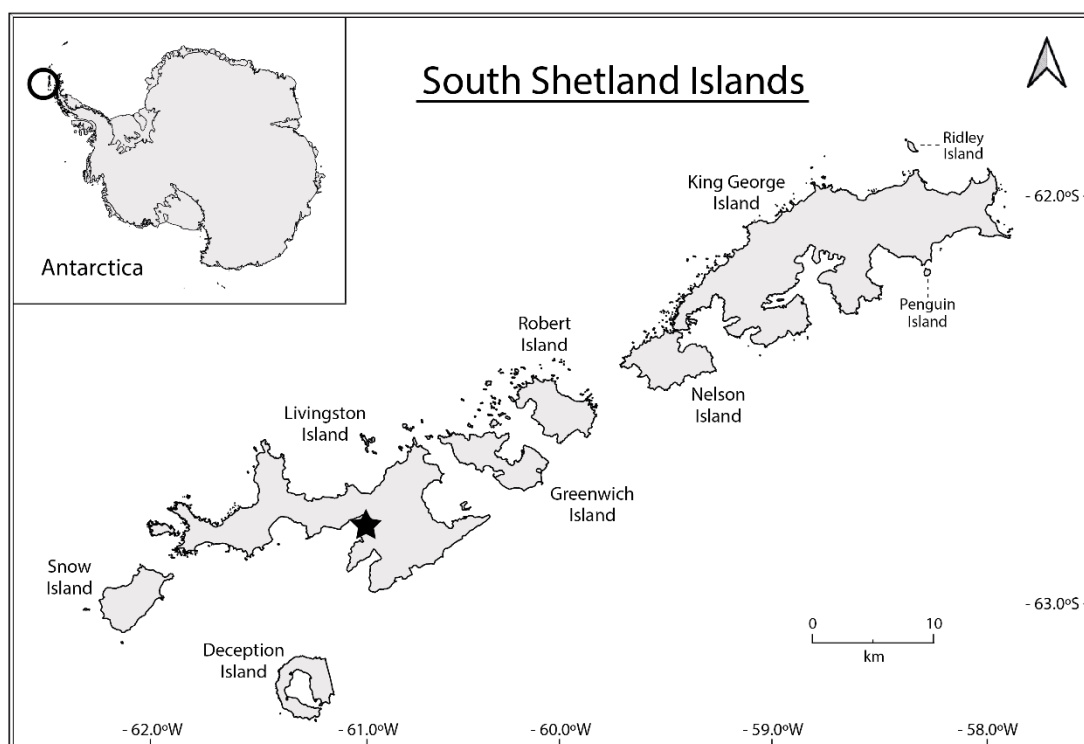 South Shetland Islands
Antarctica
Ridley
Island
King George
Island
- 62.0ºS -
Penguin
Island
Robert
Island
Nelson
Island
Livingston
Island
Greenwich
Island
Snow
Island
- 63.0ºS -
0 10
km
Deception
Island
- 62.0ºW - 61.0ºW - 60.0ºW - 59.0ºW - 58.0ºW